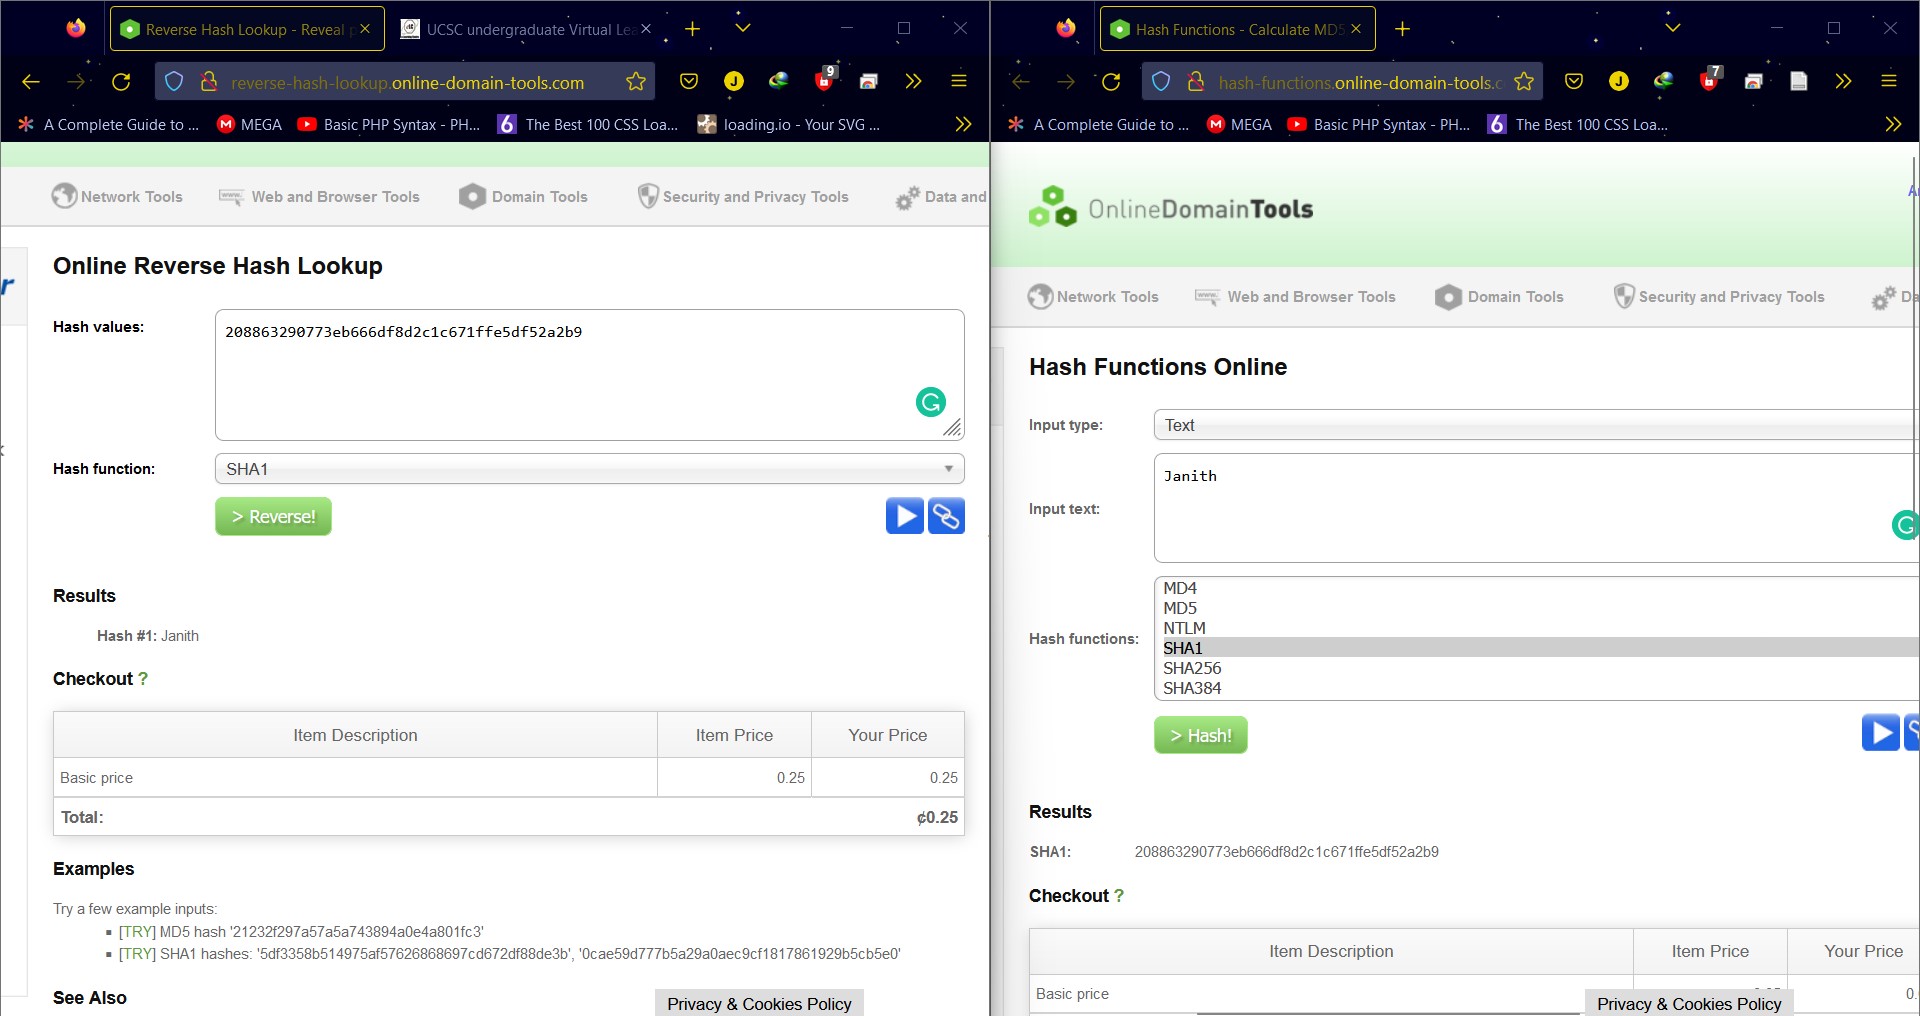 Reverse Hash Lookup - Reveal p
UCSC undergraduate Virtual Lea
reverse-hash-lookup.online-domain-tools.com
J
9
A Complete Guide to ...
MEGA
Basic PHP Syntax - PH...
6 The Best 100 CSS Loa...
loading.io - Your SVG ...
Network Tools
www. Web and Browser Tools
Domain Tools
Security and Privacy Tools
Data and
r
Online Reverse Hash Lookup
Hash values:
208863290773eb666df8d2c1c671ffe5df52a2b9
Hash function:
SHA1
> Reverse!
Results
Hash #1: Janith
Checkout ?
Item Description Item Price Your Price
Basic price 0.25 0.25
Total: ¢0.25
Examples
Try a few example inputs:
[TRY] MD5 hash '21232f297a57a5a743894a0e4a801fc3'
[TRY] SHA1 hashes: '5df3358b514975af57626868697cd672df88de3b', '0cae59d777b5a29a0aec9cf1817861929b5cb5e0'
See Also
Privacy & Cookies Policy
Hash Functions - Calculate MD5
hash-functions.online-domain-tools.c
J
7
A Complete Guide to ...
MEGA
Basic PHP Syntax - PH...
6 The Best 100 CSS Loa...
OnlineDomainTools
Network Tools
www. Web and Browser Tools
Domain Tools
Security and Privacy Tools
Da
Hash Functions Online
Input type:
Text
Input text:
Janith
Hash functions:
MD4
MD5
NTLM
SHA1
SHA256
SHA384
> Hash!
Results
SHA1: 208863290773eb666df8d2c1c671ffe5df52a2b9
Checkout ?
Item Description Item Price Your Price
Basic price 0.
Privacy & Cookies Policy